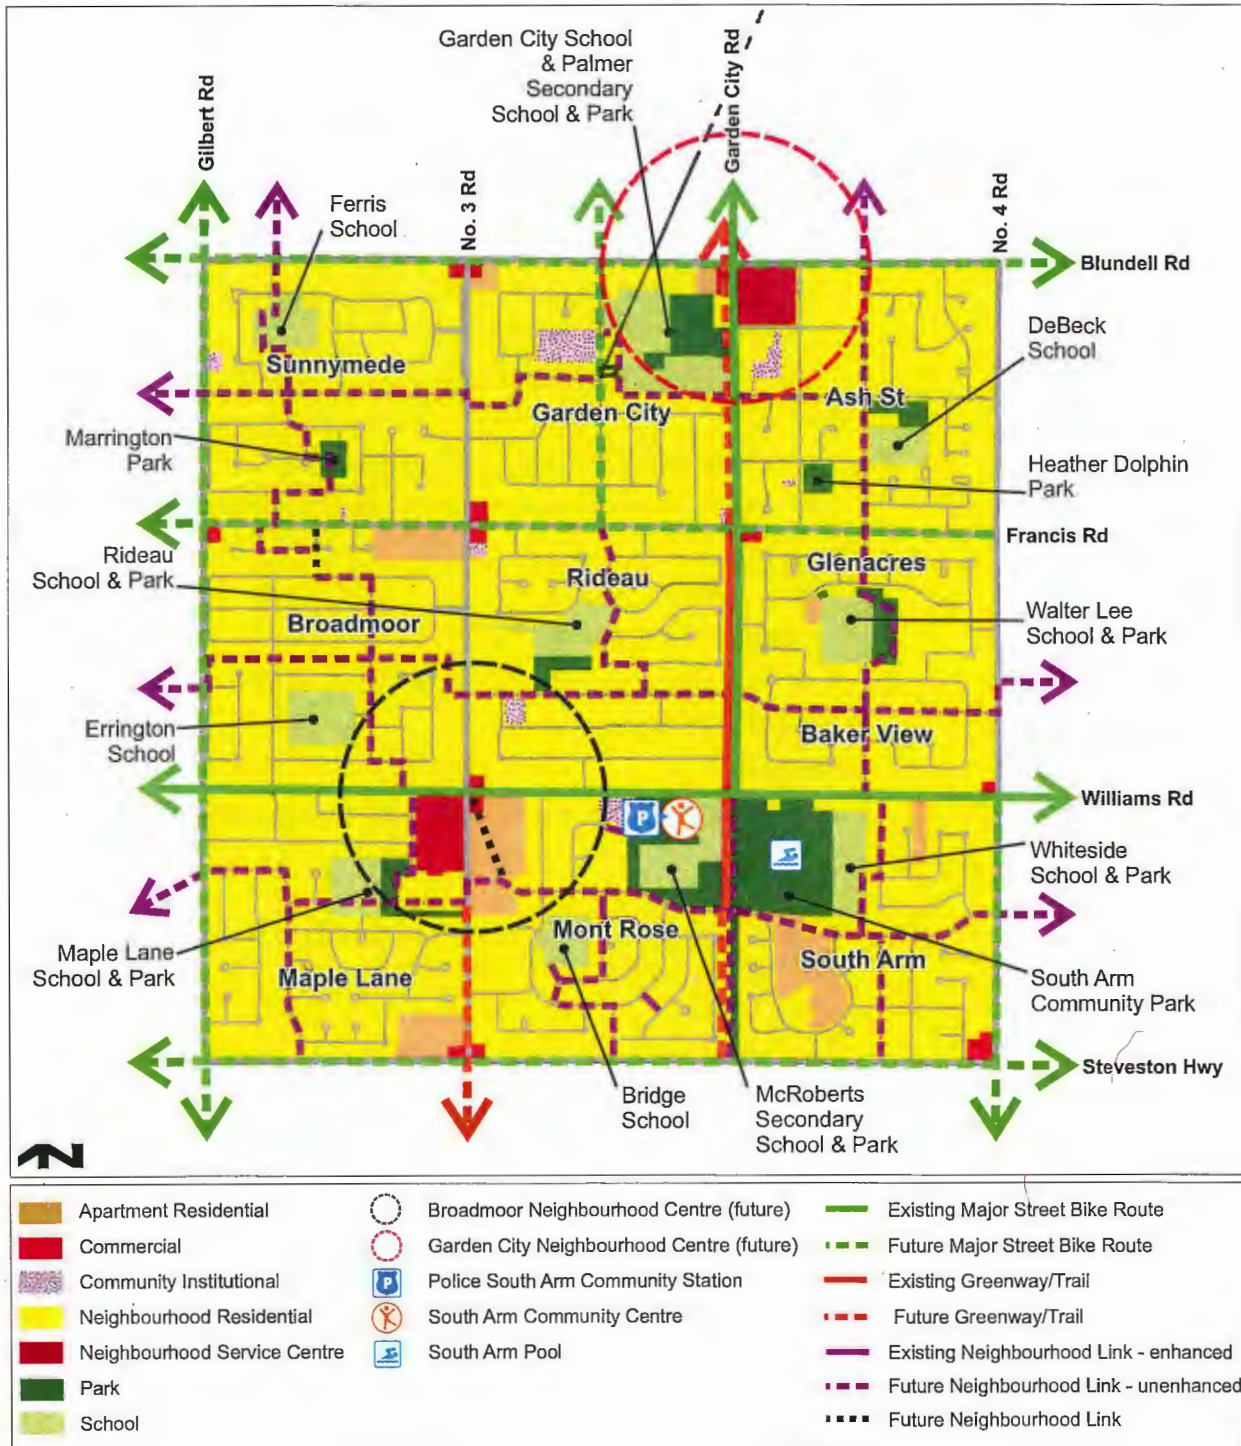 Garden City School
& Palmer
Secondary
School & Park
Garden City Rd
Gilbert Rd
Ferris
School
No. 3 Rd
No. 4 Rd
Blundell Rd
DeBeck
School
Sunnymede
Garden City
Ash St
Marrington
Park
Heather Dolphin
Park
Francis Rd
Rideau
School & Park
Rideau
Glenacres
Broadmoor
Walter Lee
School & Park
Errington
School
Baker View
Williams Rd
P
Whiteside
School & Park
Maple Lane
School & Park
Maple Lane
Mont Rose
South Arm
South Arm
Community Park
Steveston Hwy
Bridge
School
McRoberts
Secondary
School & Park
N
Apartment Residential
Commercial
Community Institutional
Neighbourhood Residential
Neighbourhood Service Centre
Park
School
Broadmoor Neighbourhood Centre (future)
Garden City Neighbourhood Centre (future)
P
Police South Arm Community Station
South Arm Community Centre
South Arm Pool
Existing Major Street Bike Route
Future Major Street Bike Route
Existing Greenway/Trail
Future Greenway/Trail
Existing Neighbourhood Link - enhanced
Future Neighbourhood Link - unenhanced
Future Neighbourhood Link